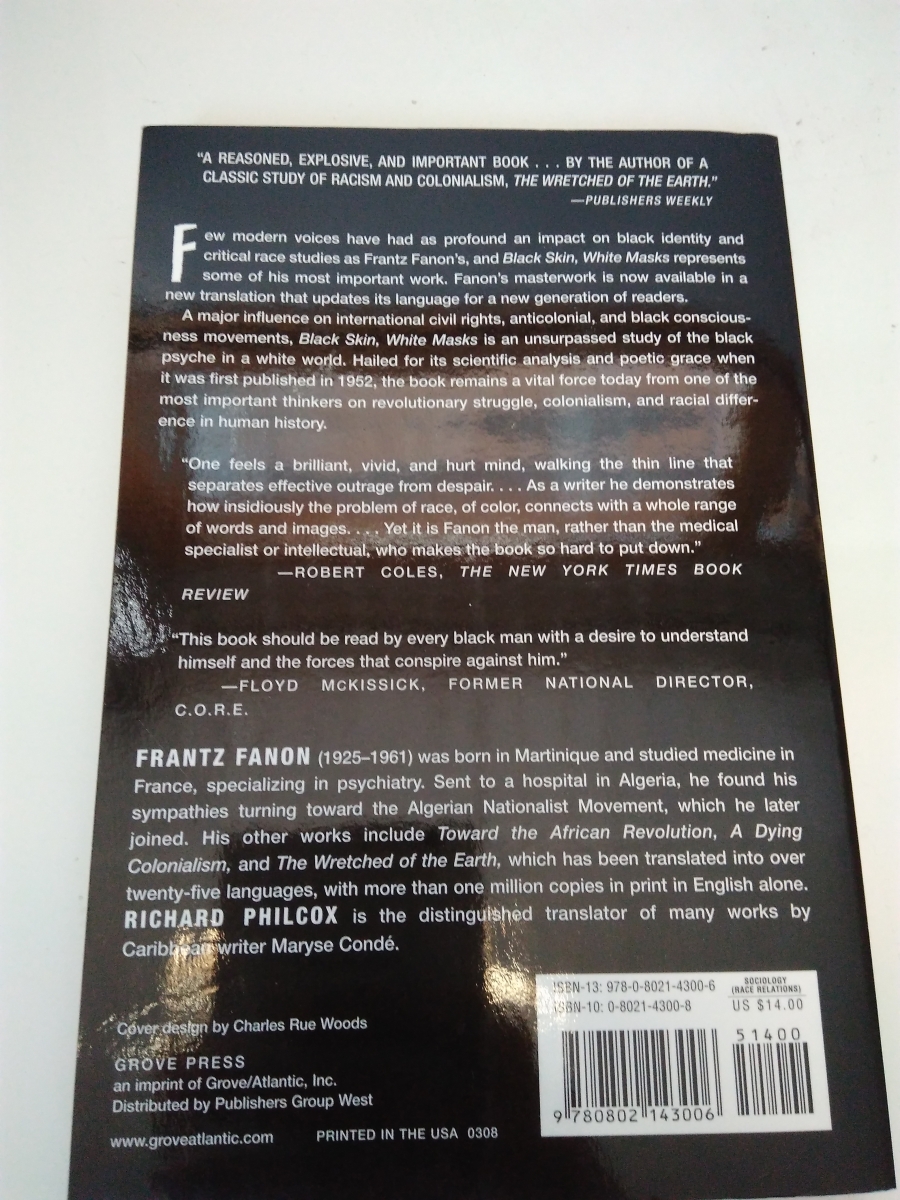 “A REASONED, EXPLOSIVE, AND IMPORTANT BOOK . . . BY THE AUTHOR OF A
CLASSIC STUDY OF RACISM AND COLONIALISM, THE WRETCHED OF THE EARTH.”
—PUBLISHERS WEEKLY
Few modern voices have had as profound an impact on black identity and
critical race studies as Frantz Fanon’s, and Black Skin, White Masks represents
some of his most important work. Fanon’s masterwork is now available in a
new translation that updates its language for a new generation of readers.
A major influence on international civil rights, anticolonial, and black conscious-
ness movements, Black Skin, White Masks is an unsurpassed study of the black
psyche in a white world. Hailed for its scientific analysis and poetic grace when
it was first published in 1952, the book remains a vital force today from one of the
most important thinkers on revolutionary struggle, colonialism, and racial differ-
ence in human history.
“One feels a brilliant, vivid, and hurt mind, walking the thin line that
separates effective outrage from despair. . . . As a writer he demonstrates
how insidiously the problem of race, of color, connects with a whole range
of words and images. . . . Yet it is Fanon the man, rather than the medical
specialist or intellectual, who makes the book so hard to put down.”
—ROBERT COLES, THE NEW YORK TIMES BOOK
REVIEW
“This book should be read by every black man with a desire to understand
himself and the forces that conspire against him.”
—FLOYD McKISSICK, FORMER NATIONAL DIRECTOR,
C.O.R.E.
FRANTZ FANON (1925–1961) was born in Martinique and studied medicine in
France, specializing in psychiatry. Sent to a hospital in Algeria, he found his
sympathies turning toward the Algerian Nationalist Movement, which he later
joined. His other works include Toward the African Revolution, A Dying
Colonialism, and The Wretched of the Earth, which has been translated into over
twenty-five languages, with more than one million copies in print in English alone.
RICHARD PHILCOX is the distinguished translator of many works by
Caribbean writer Maryse Condé.
ISBN-13: 978-0-8021-4300-6
ISBN-10: 0-8021-4300-8
SOCIOLOGY
(RACE RELATIONS)
US $14.00
51400
9 780802 143006
Cover design by Charles Rue Woods
GROVE PRESS
an imprint of Grove/Atlantic, Inc.
Distributed by Publishers Group West
www.groveatlantic.com PRINTED IN THE USA 0308